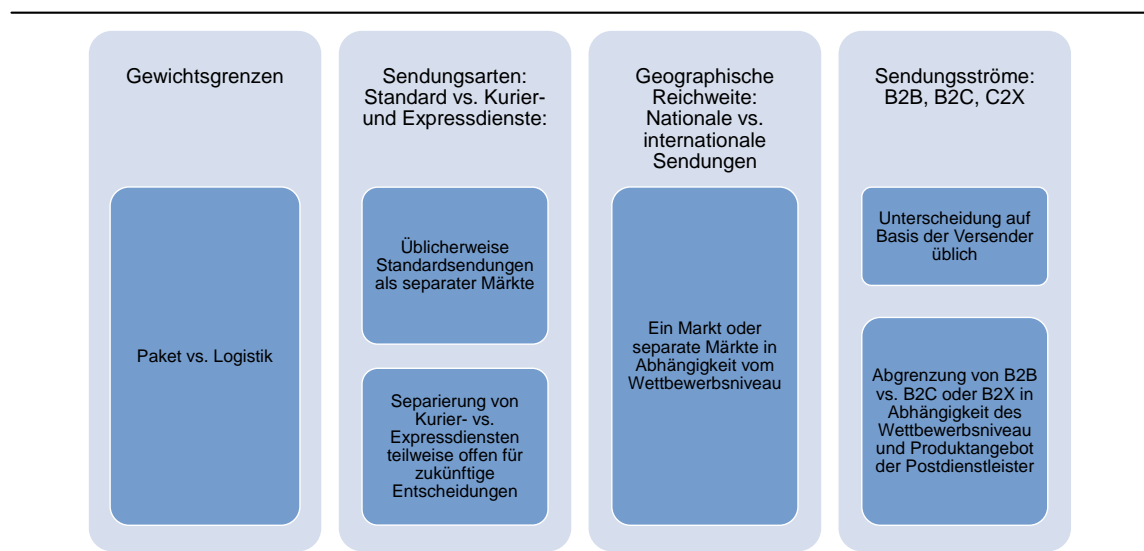 Gewichtsgrenzen
Paket vs. Logistik
Sendungsarten:
Standard vs. Kurier-
und Expressdienste:
Üblicherweise
Standardsendungen
als separater Märkte
Separierung von
Kurier- vs.
Expressdiensten
teilweise offen für
zukünftige
Entscheidungen
Geographische
Reichweite:
Nationale vs.
internationale
Sendungen
Ein Markt oder
separate Märkte in
Abhängigkeit vom
Wettbewerbsniveau
Sendungsströme:
B2B, B2C, C2X
Unterscheidung auf
Basis der Versender
üblich
Abgrenzung von B2B
vs. B2C oder B2X in
Abhängigkeit des
Wettbewerbsniveau
und Produktangebot
der Postdienstleister